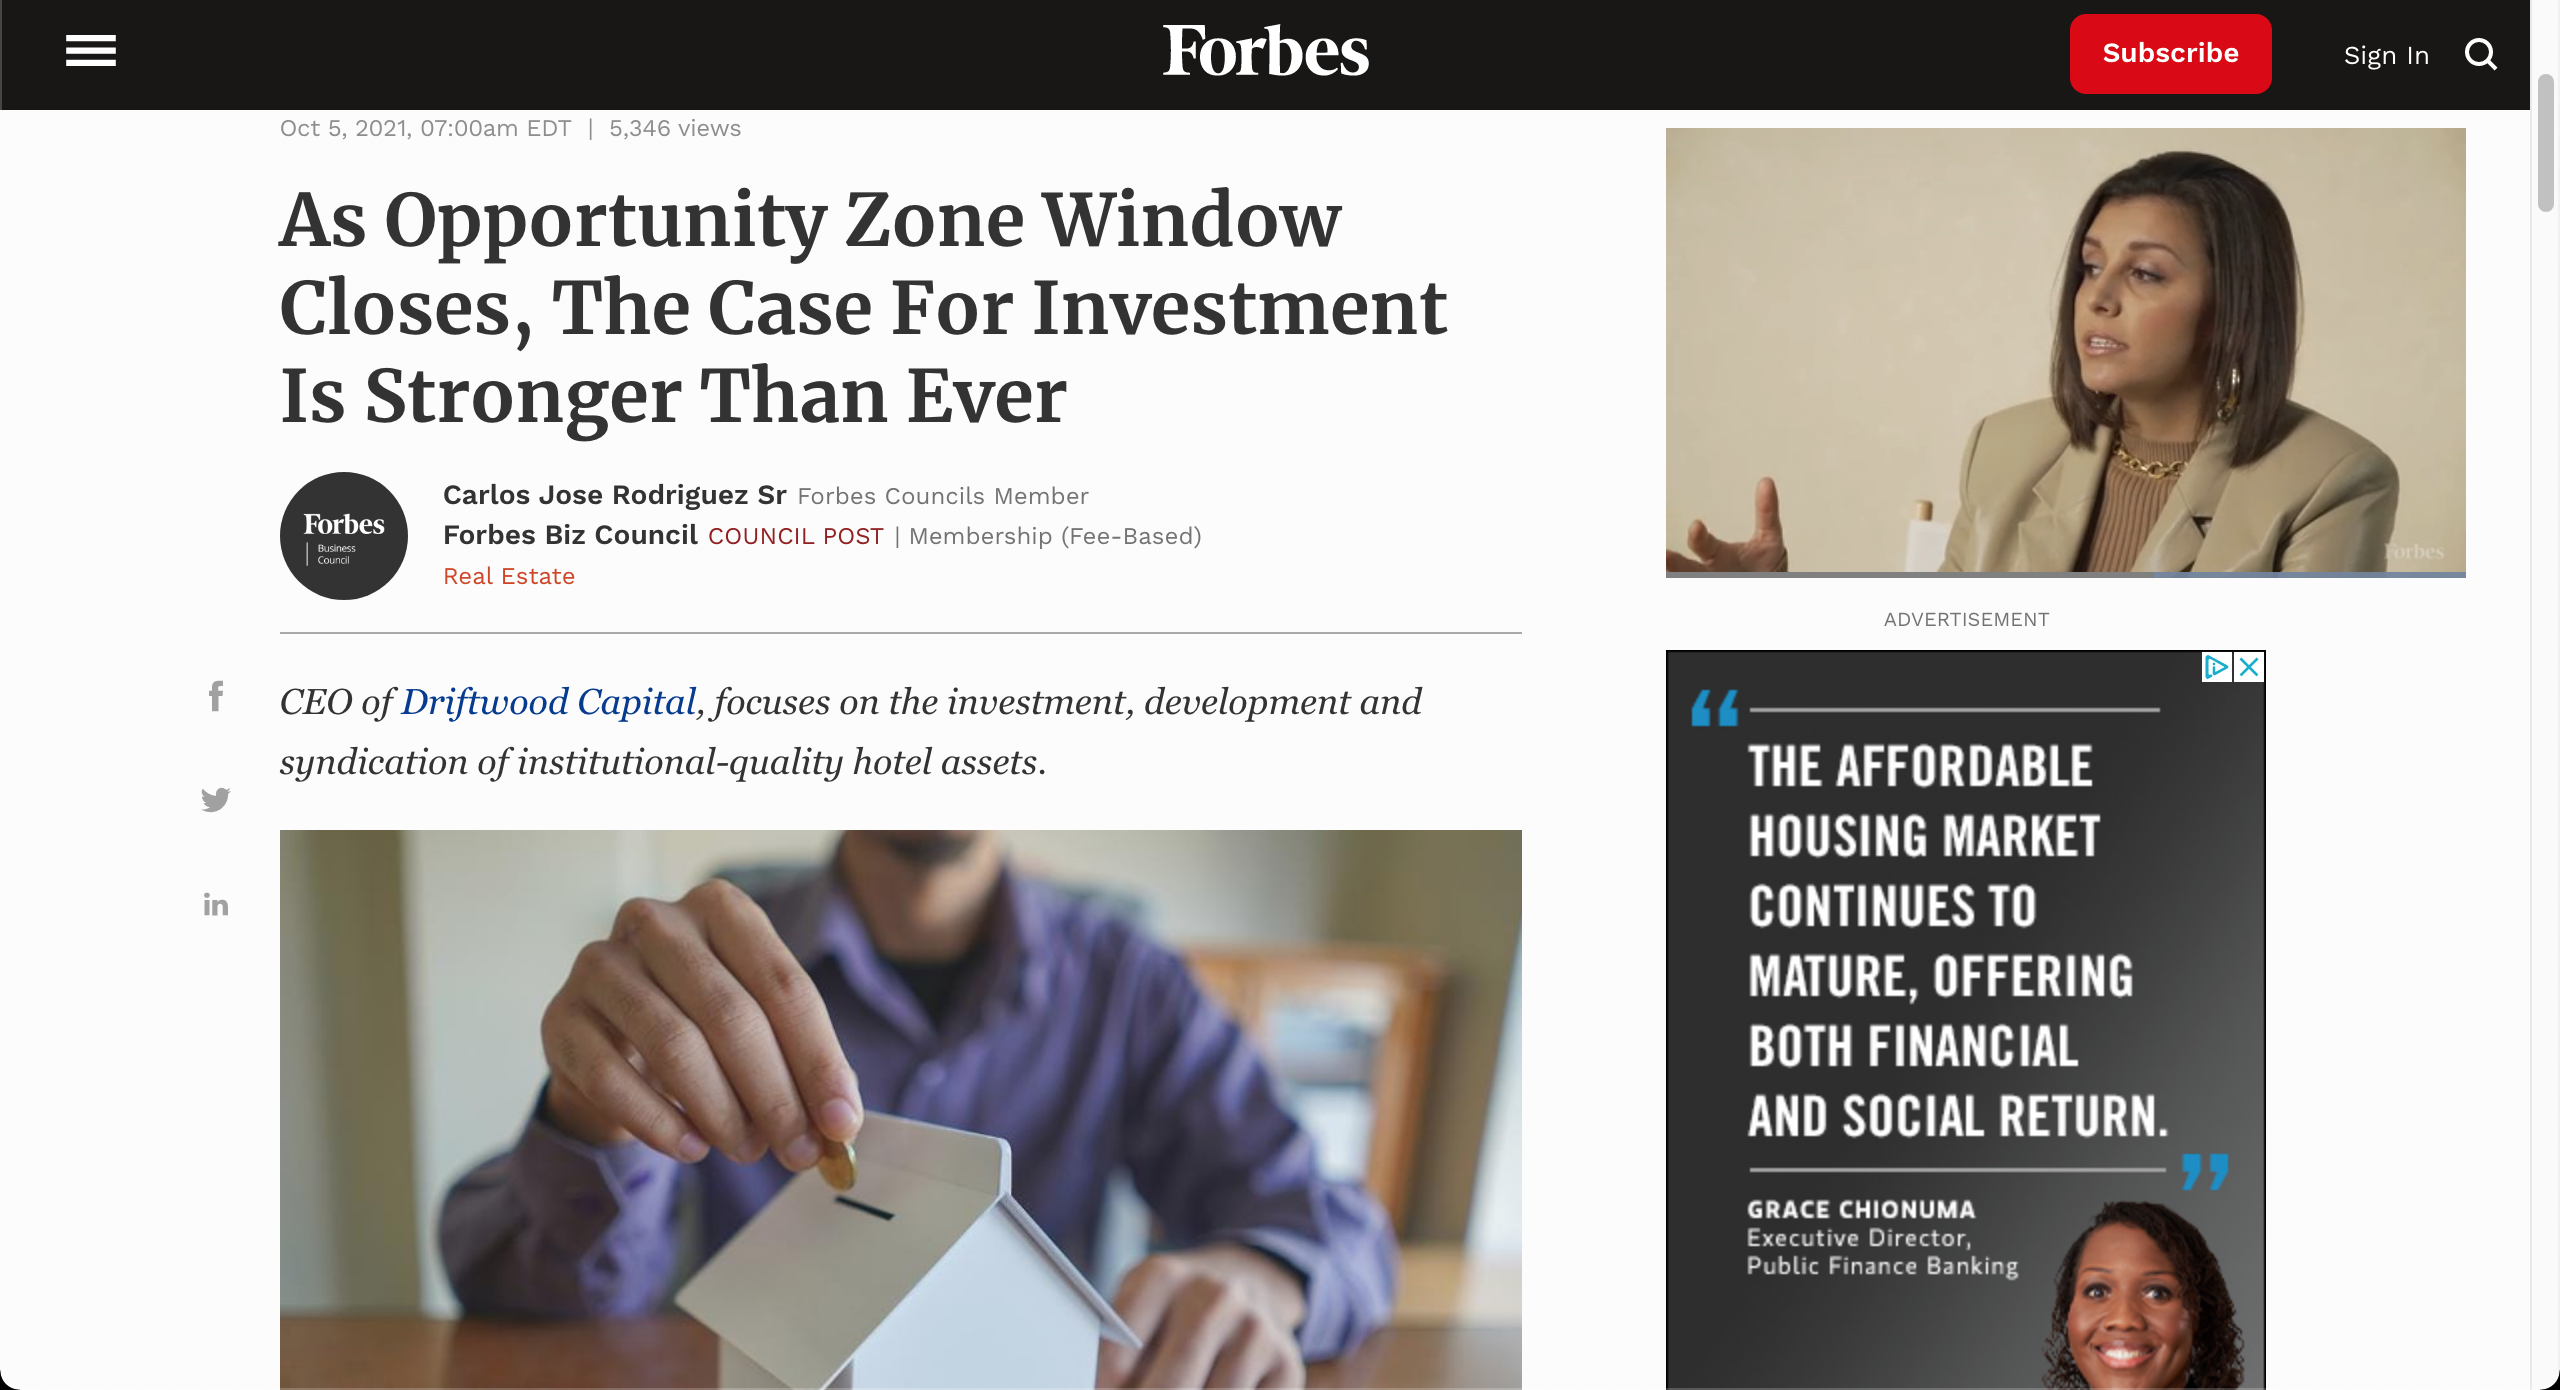 Forbes
Subscribe
Sign In
Oct 5, 2021, 07:00am EDT | 5,346 views
As Opportunity Zone Window
Closes, The Case For Investment
Is Stronger Than Ever
Forbes
Business
Council
Carlos Jose Rodriguez Sr Forbes Councils Member
Forbes Biz Council COUNCIL POST | Membership (Fee-Based)
Real Estate
CEO of Driftwood Capital, focuses on the investment, development and
syndication of institutional-quality hotel assets.
Forbes
ADVERTISEMENT
“
THE AFFORDABLE
HOUSING MARKET
CONTINUES TO
MATURE, OFFERING
BOTH FINANCIAL
AND SOCIAL RETURN.
”
GRACE CHIONUMA
Executive Director,
Public Finance Banking